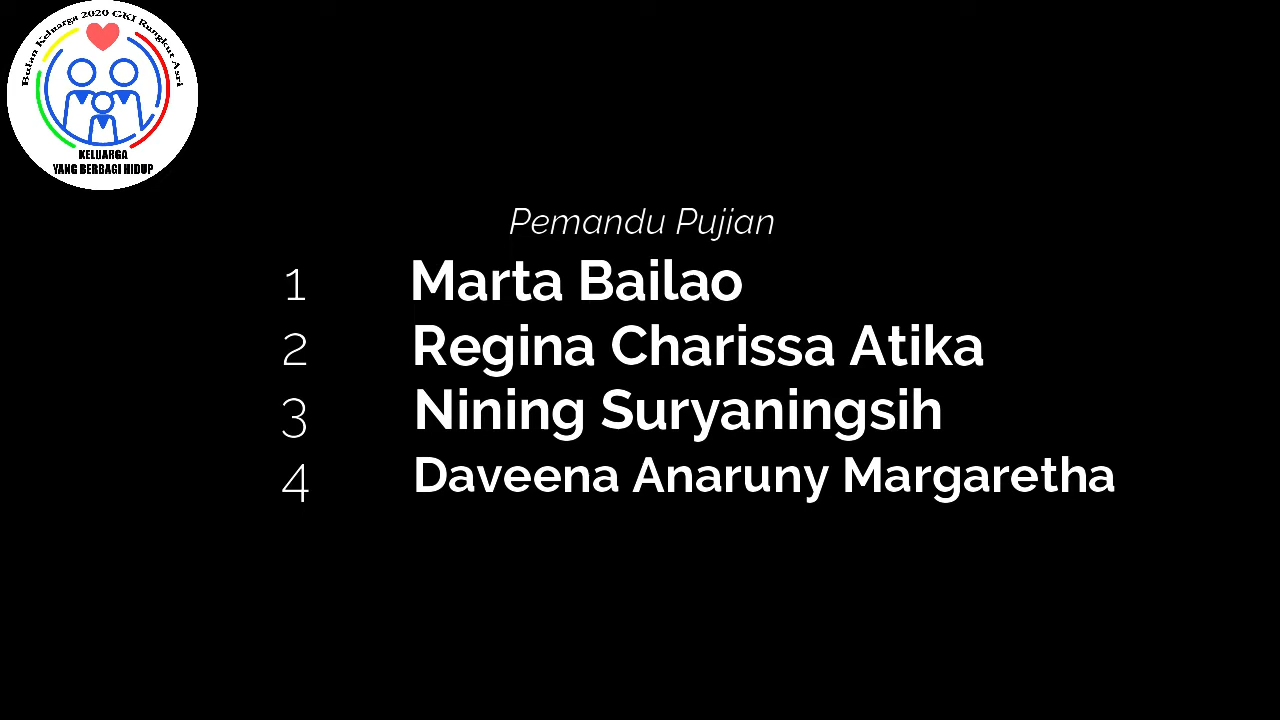 Bulan Keluarga 2020 GKI Rungkut Asri
KELUARGA
YANG BERBAGI HIDUP
Pemandu Pujian
1 Marta Bailao
2 Regina Charissa Atika
3 Nining Suryaningsih
4 Daveena Anaruny Margaretha